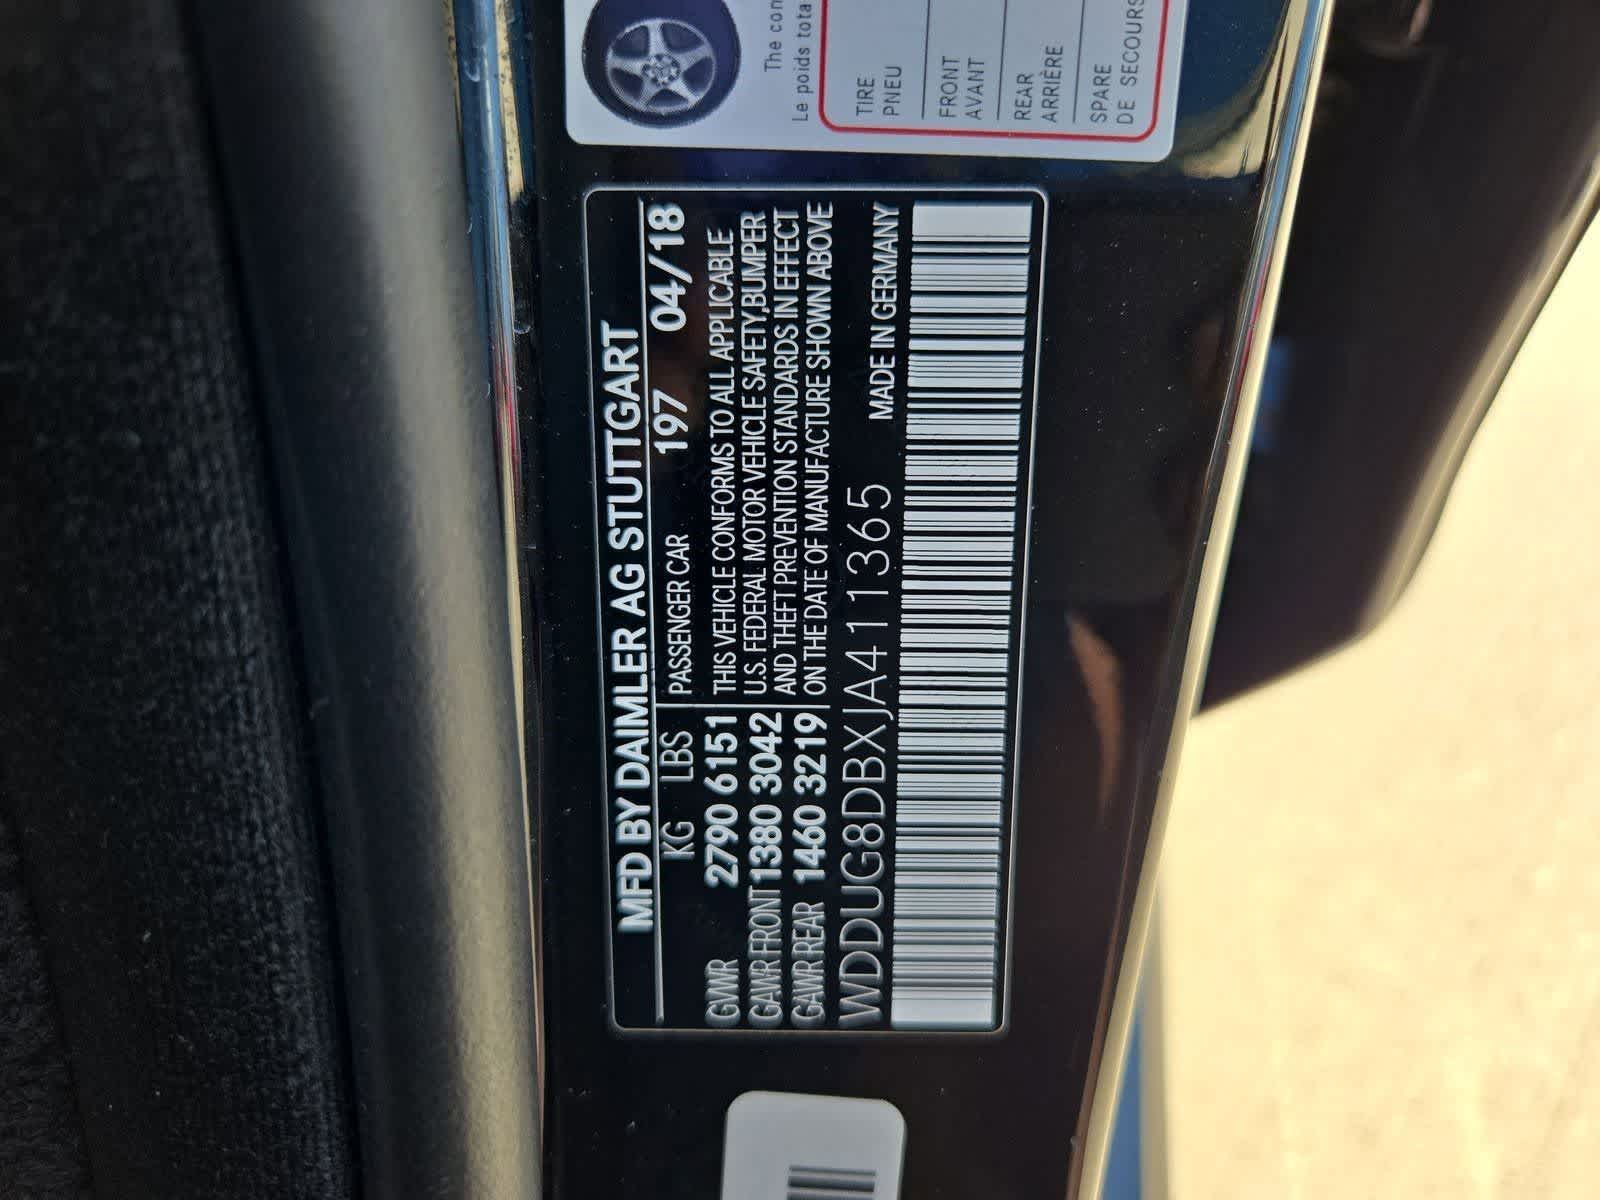 The con
Le poids tota
TIRE
PNEU
FRONT
AVANT
REAR
ARRIÈRE
SPARE
DE SECOURS
MFD BY DAIMLER AG STUTTGART
KG LBS PASSENGER CAR 197 04/18
GVWR 2790 6151
GAWR FRONT 1380 3042
GAWR REAR 1460 3219
THIS VEHICLE CONFORMS TO ALL APPLICABLE
U.S. FEDERAL MOTOR VEHICLE SAFETY,BUMPER
AND THEFT PREVENTION STANDARDS IN EFFECT
ON THE DATE OF MANUFACTURE SHOWN ABOVE
WDDUG8DBXJA411365 MADE IN GERMANY